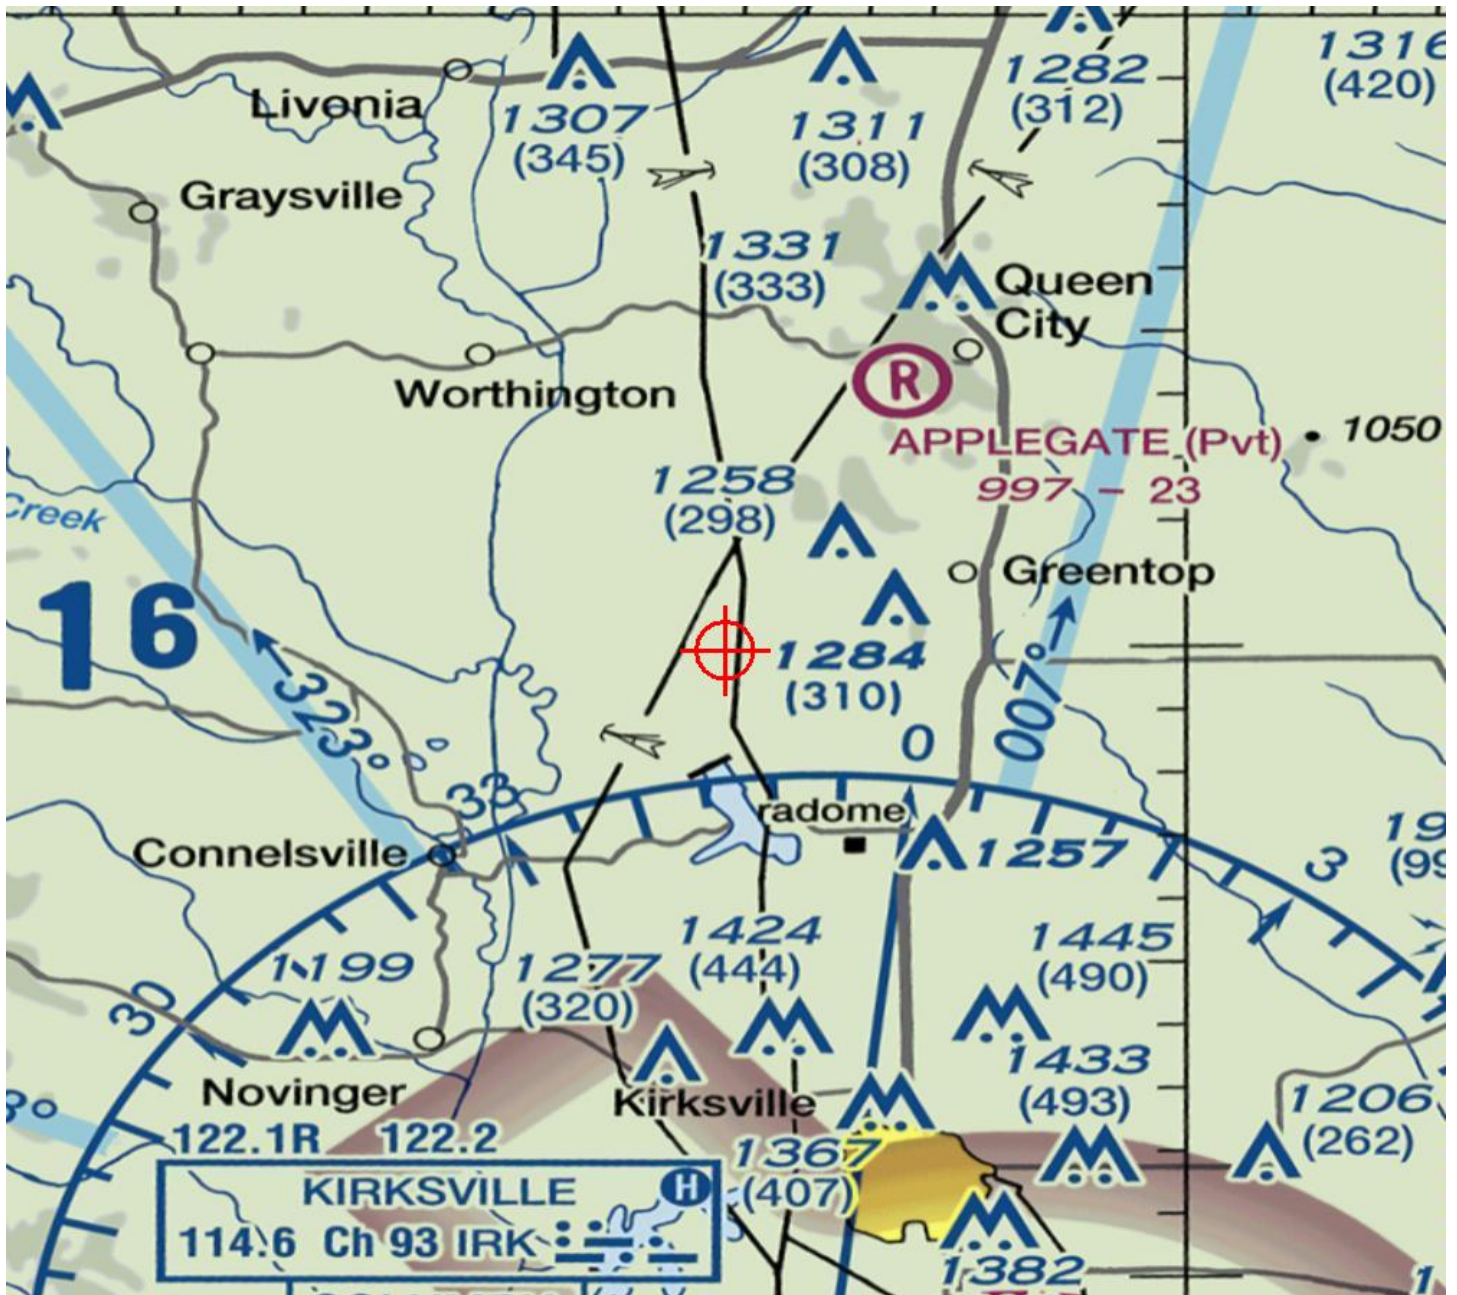 1282
(312)
1316
(420)
Livonia
1307
(345)
1311
(308)
Graysville
1331
(333)
Queen
City
Worthington
R
1050
APPLEGATE (Pvt)
997 - 23
1258
(298)
Creek
Greentop
16
1284
(310)
323°
007°
0
33
radome
Connelsville
1257
3
1424
(444)
1445
(490)
1199
1277
(320)
30
1433
(493)
Novinger
Kirksville
1206
(262)
122.1R 122.2
1367
(407)
KIRKSVILLE H
114.6 Ch 93 IRK
1382